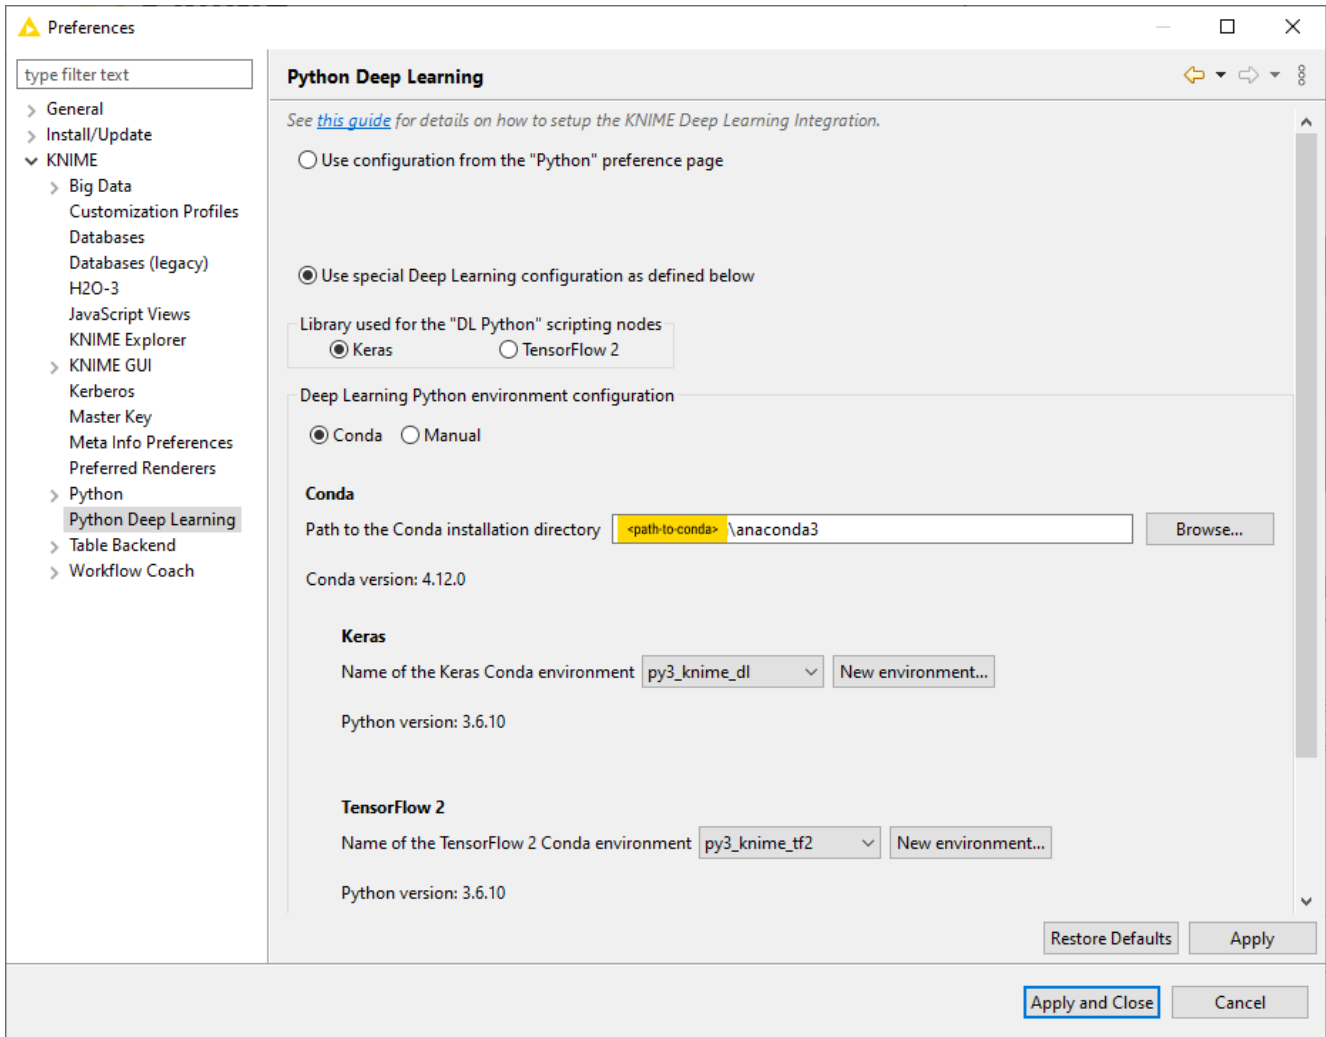 Preferences
type filter text
General
Install/Update
KNIME
Big Data
Customization Profiles
Databases
Databases (legacy)
H2O-3
JavaScript Views
KNIME Explorer
KNIME GUI
Kerberos
Master Key
Meta Info Preferences
Preferred Renderers
Python
Python Deep Learning
Table Backend
Workflow Coach
Python Deep Learning
See this guide for details on how to setup the KNIME Deep Learning Integration.
Use configuration from the "Python" preference page
Use special Deep Learning configuration as defined below
Library used for the "DL Python" scripting nodes
Keras TensorFlow 2
Deep Learning Python environment configuration
Conda Manual
Conda
Path to the Conda installation directory <path-to-conda> \anaconda3 Browse...
Conda version: 4.12.0
Keras
Name of the Keras Conda environment py3_knime_dl New environment...
Python version: 3.6.10
TensorFlow 2
Name of the TensorFlow 2 Conda environment py3_knime_tf2 New environment...
Python version: 3.6.10
Restore Defaults Apply
Apply and Close Cancel